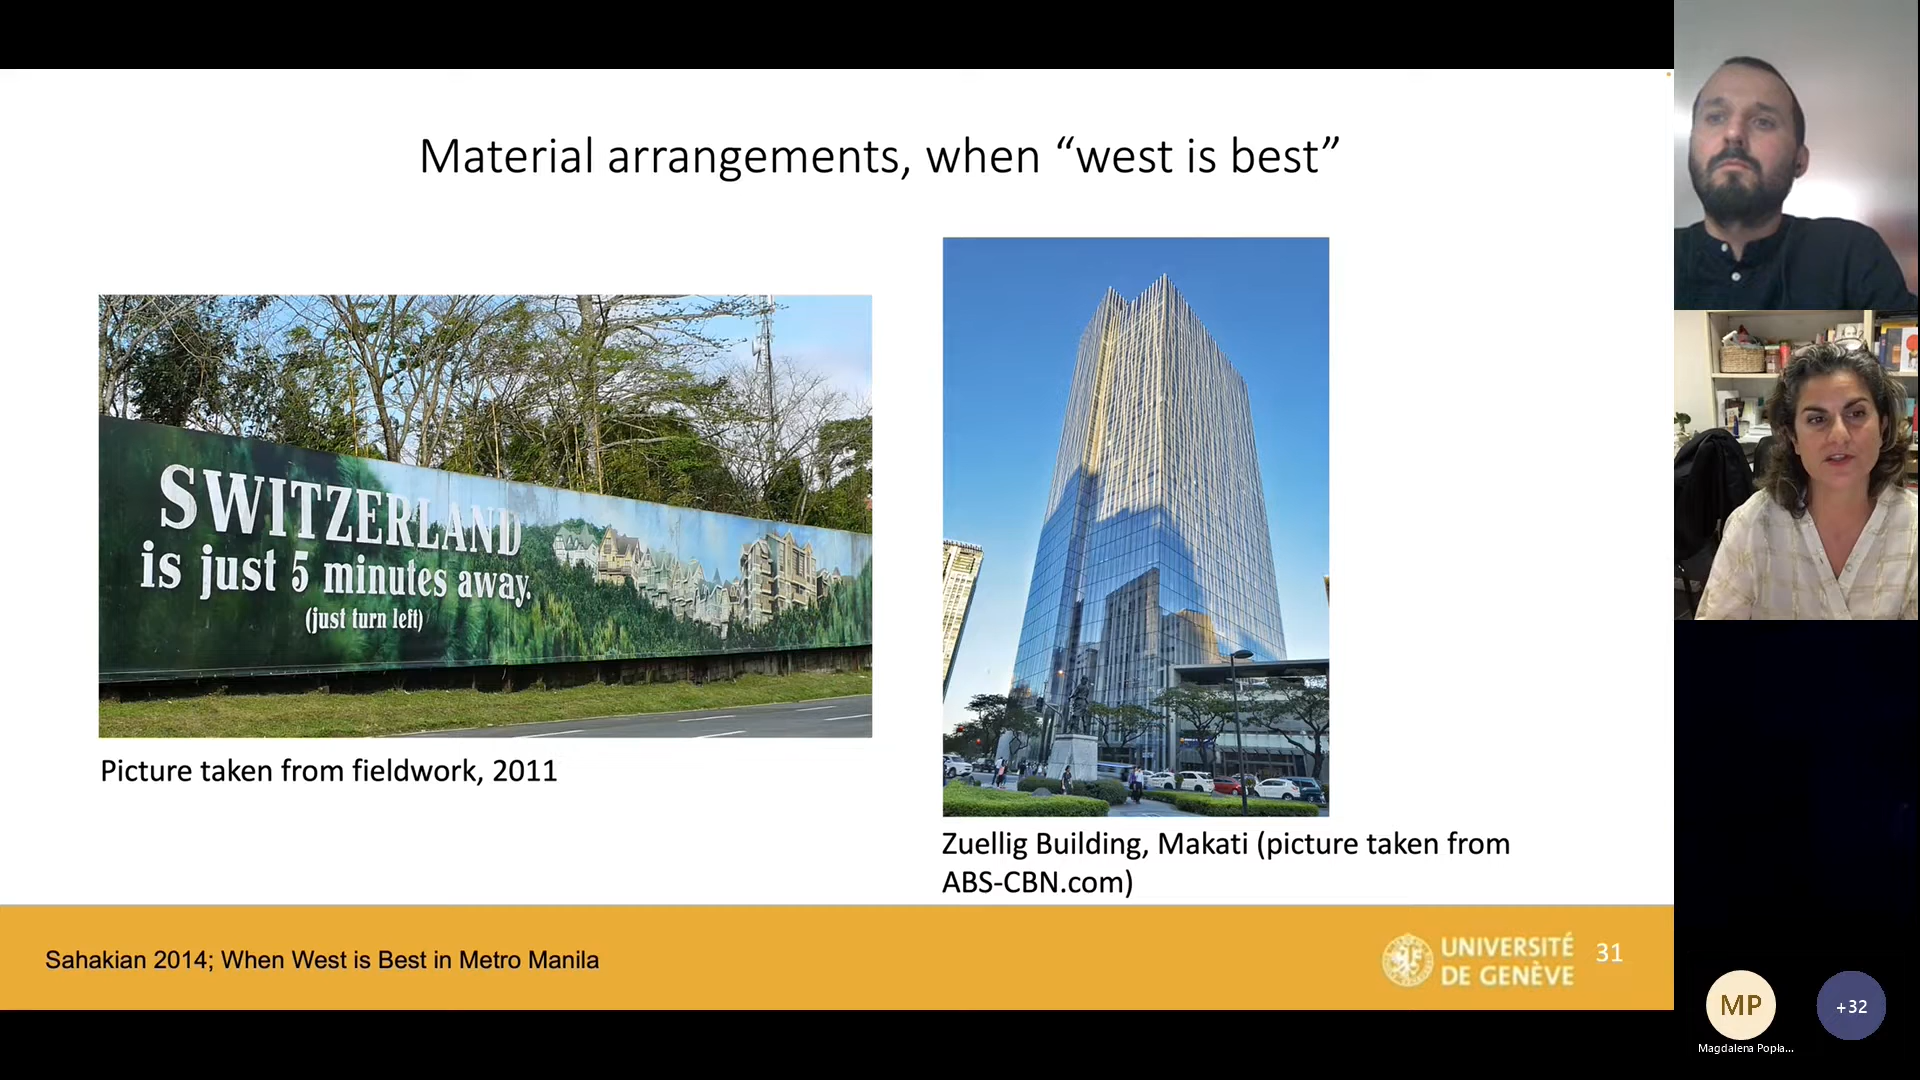 Material arrangements, when “west is best”
SWITZERLAND
is just 5 minutes away.
(just turn left)
Picture taken from fieldwork, 2011
Zuellig Building, Makati (picture taken from
ABS-CBN.com)
Sahakian 2014; When West is Best in Metro Manila
UNIVERSITÉ
DE GENÈVE
31
MP
+32
Magdalena Popła...